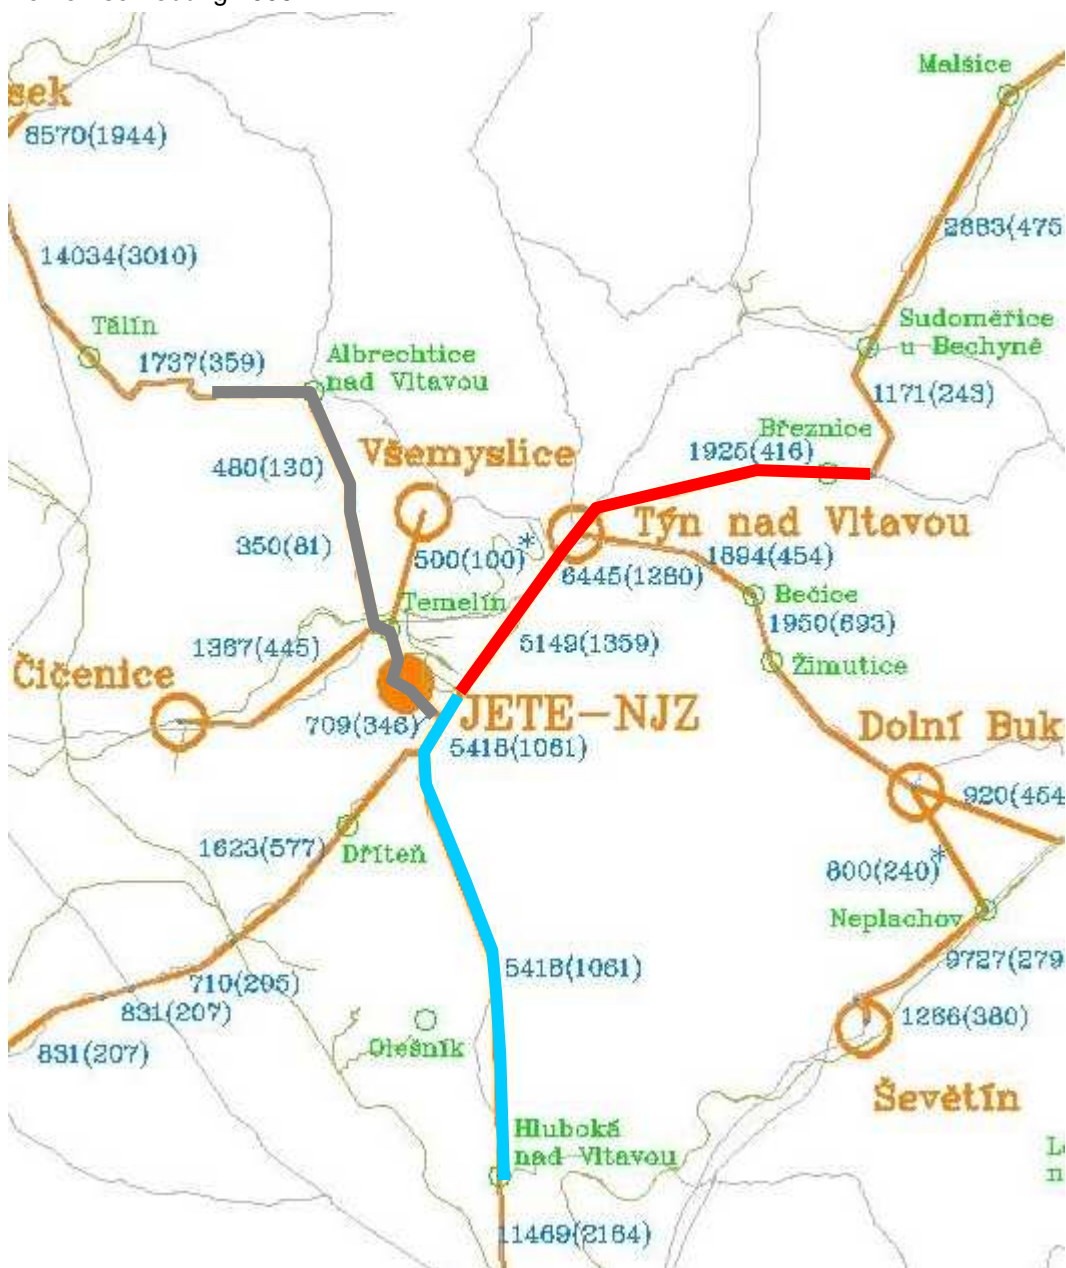 Malšice
sek
8570(1944)
2883(475
14034(3010)
Tálín
1737(359)
Albrechtice
nad Vltavou
Sudoměřice
u Bechyně
1171(243)
Březnice
1925(416)
480(130)
Všemyslice
Týn nad Vltavou
350(81)
500(100)*
1894(454)
6445(1280)
Bečice
Temelín
1950(693)
5149(1359)
1387(445)
Čičenice
Žimutice
JETE-NJZ
709(346)
5418(1061)
Dolní Buk
920(454
1623(577)
Dříteň
800(240)*
Neplachov
5418(1061)
9727(279
710(295)
831(207)
1266(380)
Olešník
831(207)
Ševětín
Hluboká
nad Vltavou
n
11469(2164)